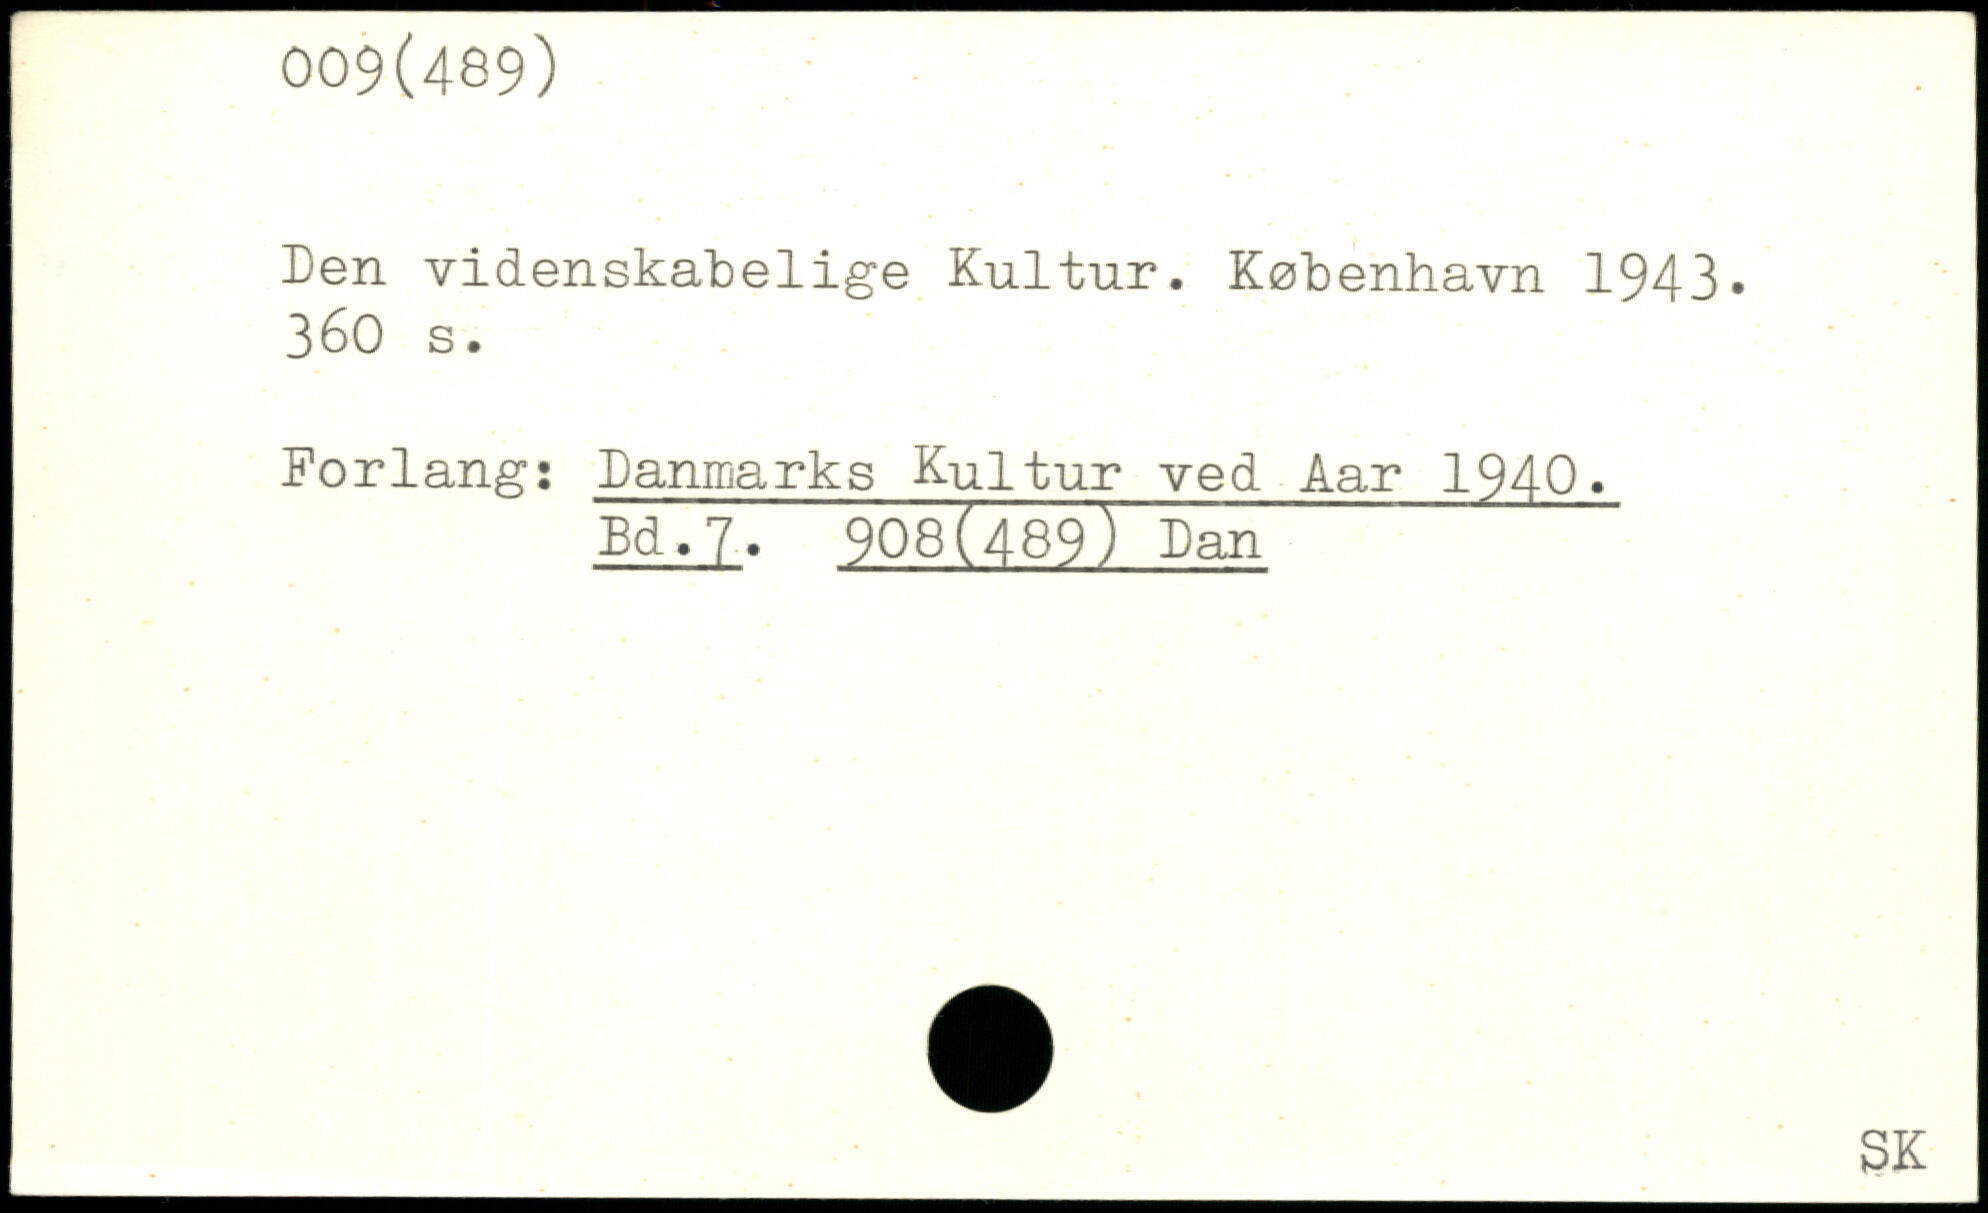 009(489)
Den videnskabelige Kultur. København 1943.
360 s.
Forlang: Danmarks Kultur ved Aar 1940.
Bd.7. 908(489) Dan
SK